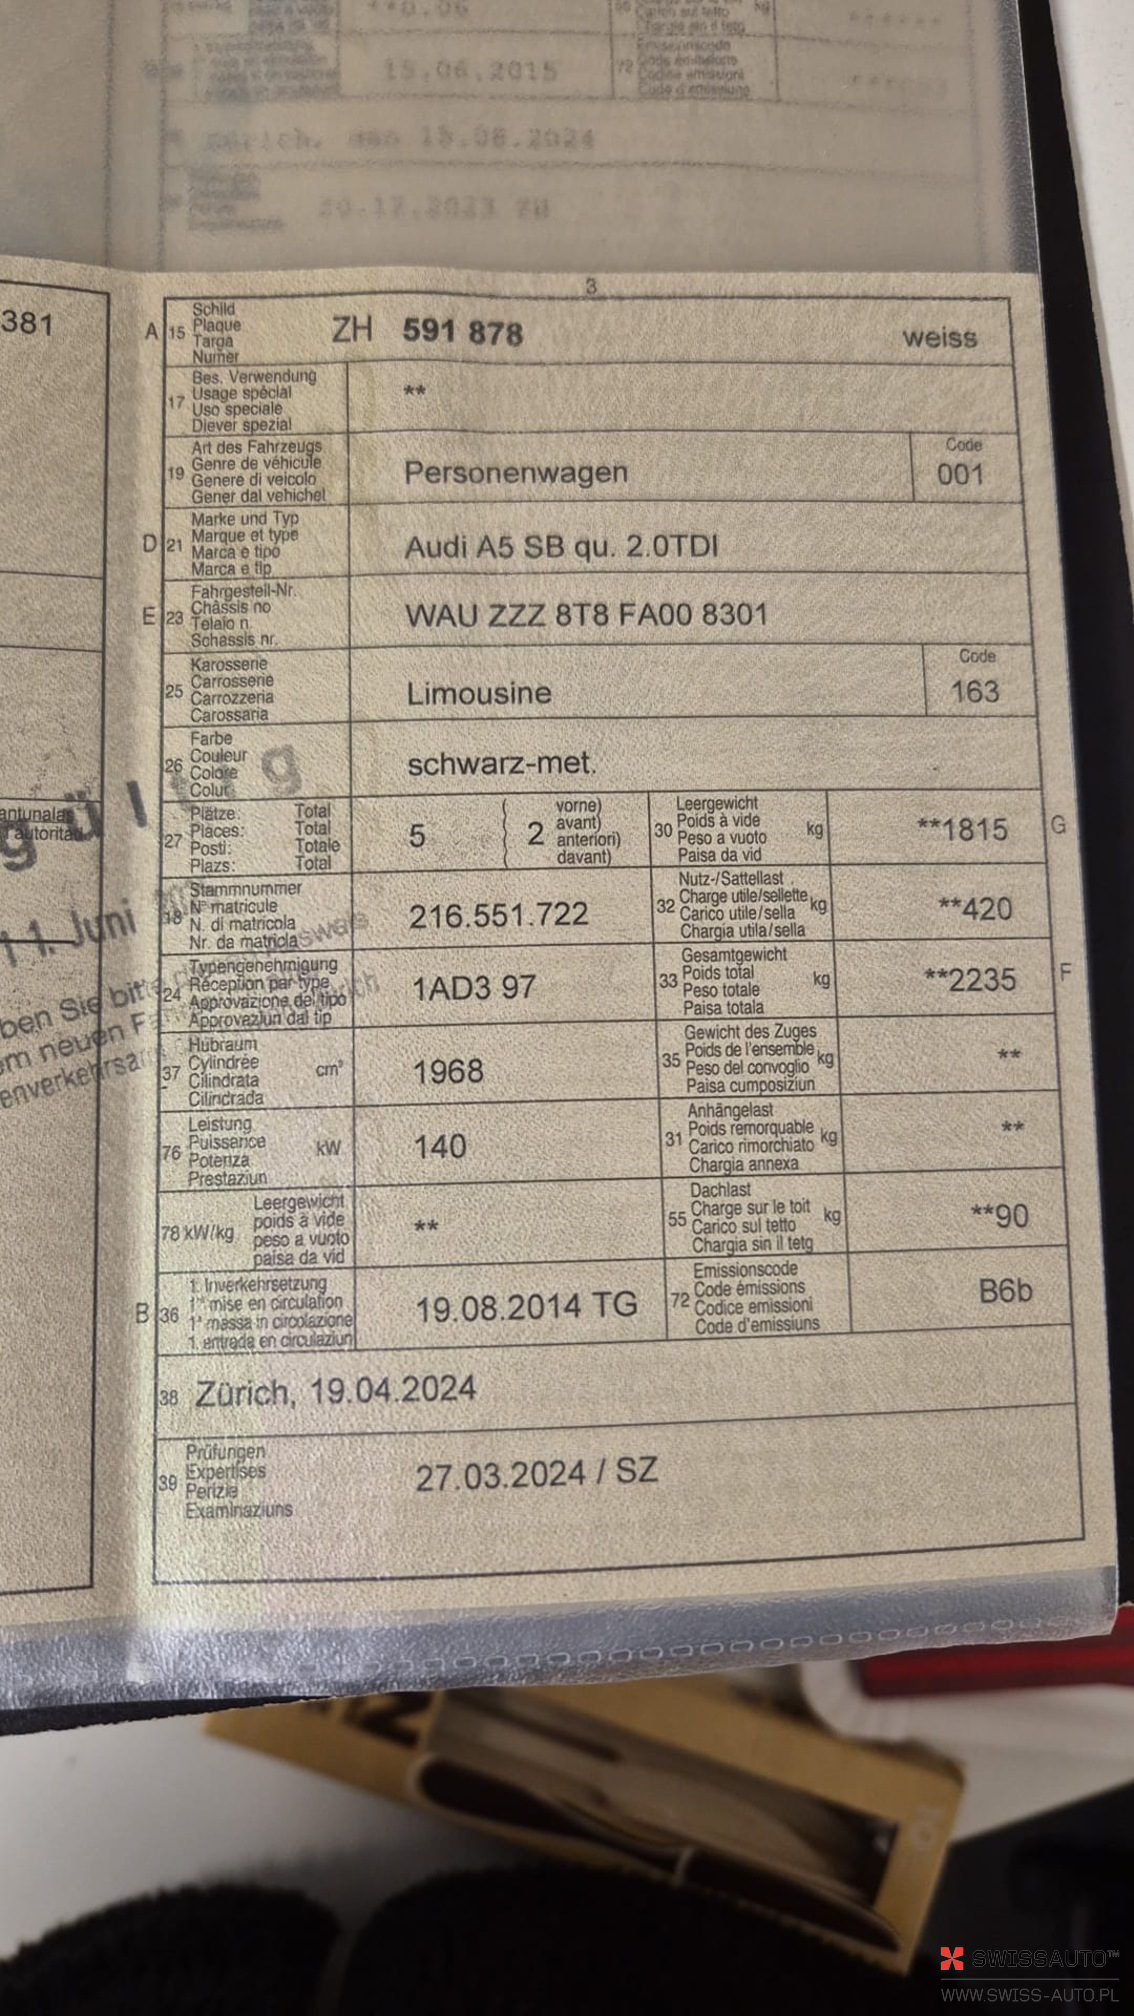 15.06.2015
3
381
A 15 Schild
Plaque
Targa
Numer
ZH 591 878 weiss
17 Bes. Verwendung
Usage spécial
Uso speciale
Diever spezial
**
19 Art des Fahrzeugs
Genre de véhicule
Genere di veicolo
Gener dal vehichel
Personenwagen
Code
001
D 21 Marke und Typ
Marque et type
Marca e tipo
Marca e tip
Audi A5 SB qu. 2.0TDI
E 23 Fahrgestell-Nr.
Châssis no
Telaio n.
Schassis nr.
WAU ZZZ 8T8 FA00 8301
25 Karosserie
Carrosserie
Carrozzeria
Carossaria
Limousine
Code
163
26 Farbe
Couleur
Colore
Colur
schwarz-met.
27 Plätze: Total
Places: Total
Posti: Totale
Plazs: Total
5
2
vorne)
avant)
anteriori)
davant)
30 Leergewicht
Poids à vide
Peso a vuoto
Paisa da vid
kg
**1815
G
18 Stammnummer
N° matricule
N. di matricola
Nr. da matricla
216.551.722
32 Nutz-/Sattellast
Charge utile/sellette
Carico utile/sella
Chargia utila/sella
kg
**420
24 Typengenehmigung
Réception par type
Approvazione del tipo
Approvaziun dal tip
1AD3 97
33 Gesamtgewicht
Poids total
Peso totale
Paisa totala
kg
**2235
F
37 Hubraum
Cylindrée
Cilindrata
Cilindrada
cm³
1968
35 Gewicht des Zuges
Poids de l'ensemble
Peso del convoglio
Paisa cumposiziun
kg
**
76 Leistung
Puissance
Potenza
Prestaziun
kW
140
31 Anhängelast
Poids remorquable
Carico rimorchiato
Chargia annexa
kg
**
78 kW/kg Leergewicht
poids à vide
peso a vuoto
paisa da vid
**
55 Dachlast
Charge sur le toit
Carico sul tetto
Chargia sin il tetg
kg
**90
B 36 1. Inverkehrsetzung
1re mise en circulation
1a messa in circolazione
1. entrada en circulaziun
19.08.2014 TG
72 Emissionscode
Code émissions
Codice emissioni
Code d'emissiuns
B6b
38 Zürich, 19.04.2024
39 Prüfungen
Expertises
Perizie
Examinaziuns
27.03.2024 / SZ
antunala
autoritad
gültig
11. Juni
ben Sie bitte
em neuen
enverkehrsam
SWISSAUTO™
WWW.SWISS-AUTO.PL